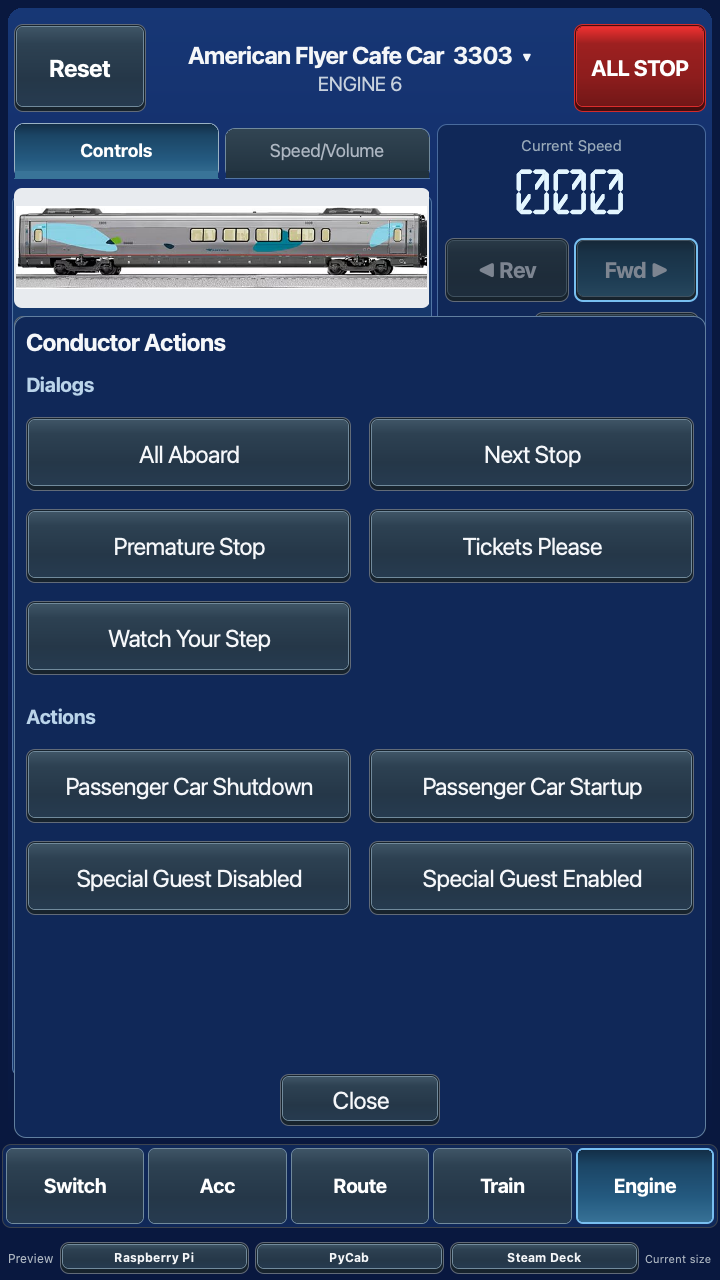 Reset
American Flyer Cafe Car 3303 ▼
ENGINE 6
ALL STOP
Controls
Speed/Volume
Current Speed
000
◀ Rev
Fwd ▶
Conductor Actions
Dialogs
All Aboard
Next Stop
Premature Stop
Tickets Please
Watch Your Step
Actions
Passenger Car Shutdown
Passenger Car Startup
Special Guest Disabled
Special Guest Enabled
Close
Switch
Acc
Route
Train
Engine
Preview
Raspberry Pi
PyCab
Steam Deck
Current size